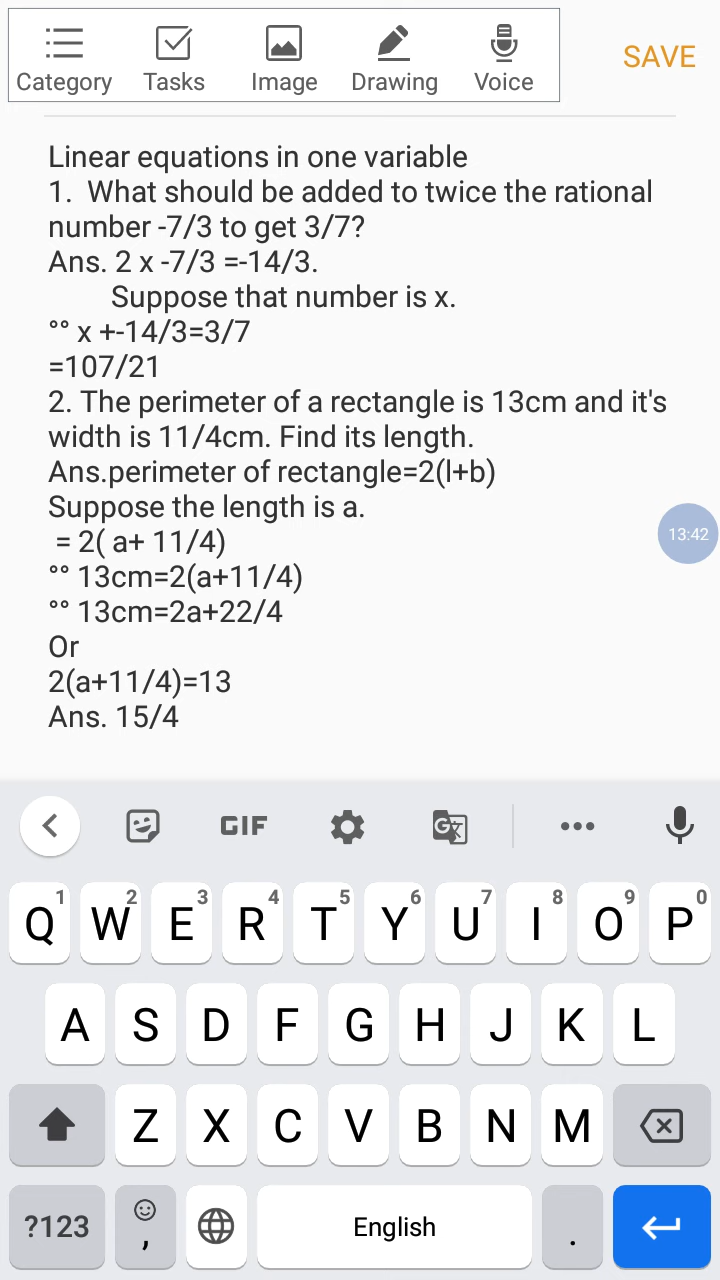 Category Tasks Image Drawing Voice SAVE
Linear equations in one variable
1.  What should be added to twice the rational
number -7/3 to get 3/7?
Ans. 2 x -7/3 =-14/3.
Suppose that number is x.
°° x +-14/3=3/7
=107/21
2. The perimeter of a rectangle is 13cm and it's
width is 11/4cm. Find its length.
Ans.perimeter of rectangle=2(l+b)
Suppose the length is a.
= 2( a+ 11/4)
13:42
°° 13cm=2(a+11/4)
°° 13cm=2a+22/4
Or
2(a+11/4)=13
Ans. 15/4
GIF G
1 2 3 4 5 6 7 8 9 0
Q W E R T Y U I O P
A S D F G H J K L
Z X C V B N M
?123 , English .